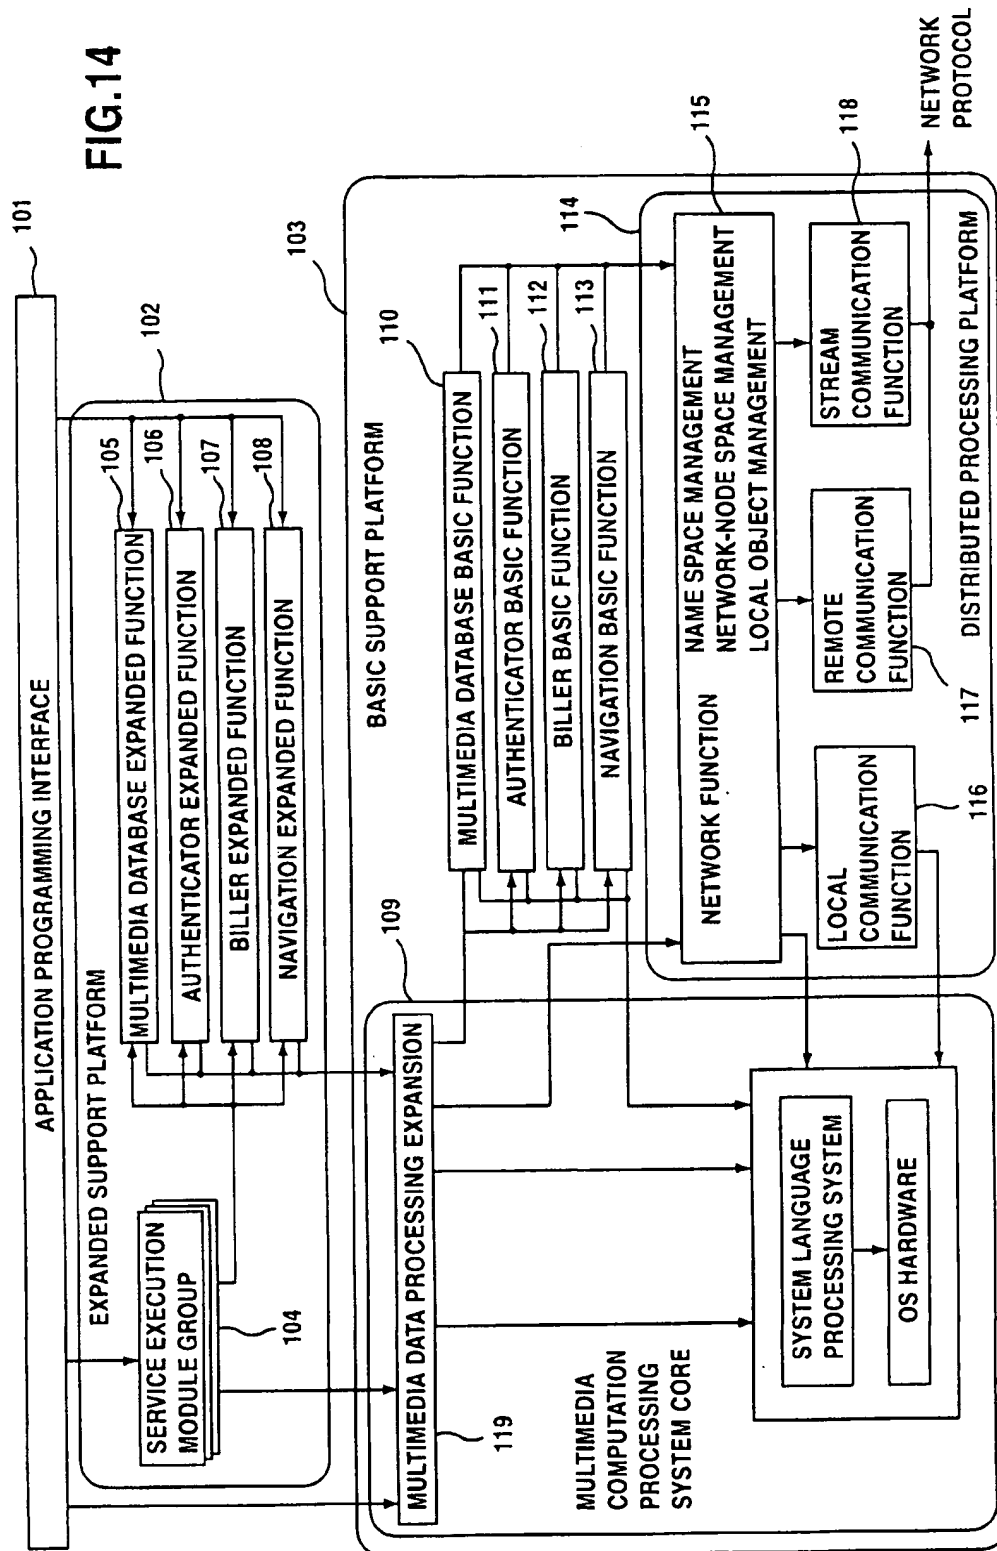 FIG.14
101
APPLICATION PROGRAMMING INTERFACE
EXPANDED SUPPORT PLATFORM
102
SERVICE EXECUTION
MODULE GROUP
104
MULTIMEDIA DATABASE EXPANDED FUNCTION
105
AUTHENTICATOR EXPANDED FUNCTION
106
BILLER EXPANDED FUNCTION
107
NAVIGATION EXPANDED FUNCTION
108
103
BASIC SUPPORT PLATFORM
109
MULTIMEDIA DATA PROCESSING EXPANSION
119
MULTIMEDIA
COMPUTATION
PROCESSING
SYSTEM CORE
SYSTEM LANGUAGE
PROCESSING SYSTEM
OS HARDWARE
110
MULTIMEDIA DATABASE BASIC FUNCTION
111
AUTHENTICATOR BASIC FUNCTION
112
BILLER BASIC FUNCTION
113
NAVIGATION BASIC FUNCTION
114
115
NETWORK FUNCTION
NAME SPACE MANAGEMENT
NETWORK-NODE SPACE MANAGEMENT
LOCAL OBJECT MANAGEMENT
LOCAL
COMMUNICATION
FUNCTION
116
REMOTE
COMMUNICATION
FUNCTION
117
STREAM
COMMUNICATION
FUNCTION
118
DISTRIBUTED PROCESSING PLATFORM
NETWORK
PROTOCOL